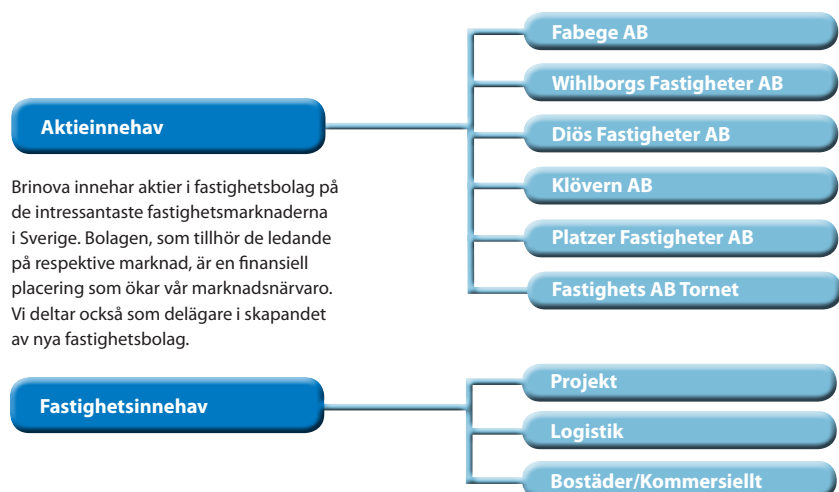 Aktieinnehav
Fabege AB
Wihlborgs Fastigheter AB
Diös Fastigheter AB
Klövern AB
Platzer Fastigheter AB
Fastighets AB Tornet
Brinova innehar aktier i fastighetsbolag på
de intressantaste fastighetsmarknaderna
i Sverige. Bolagen, som tillhör de ledande
på respektive marknad, är en finansiell
placering som ökar vår marknadsnärvaro.
Vi deltar också som delägare i skapandet
av nya fastighetsbolag.
Fastighetsinnehav
Projekt
Logistik
Bostäder/Kommersiellt